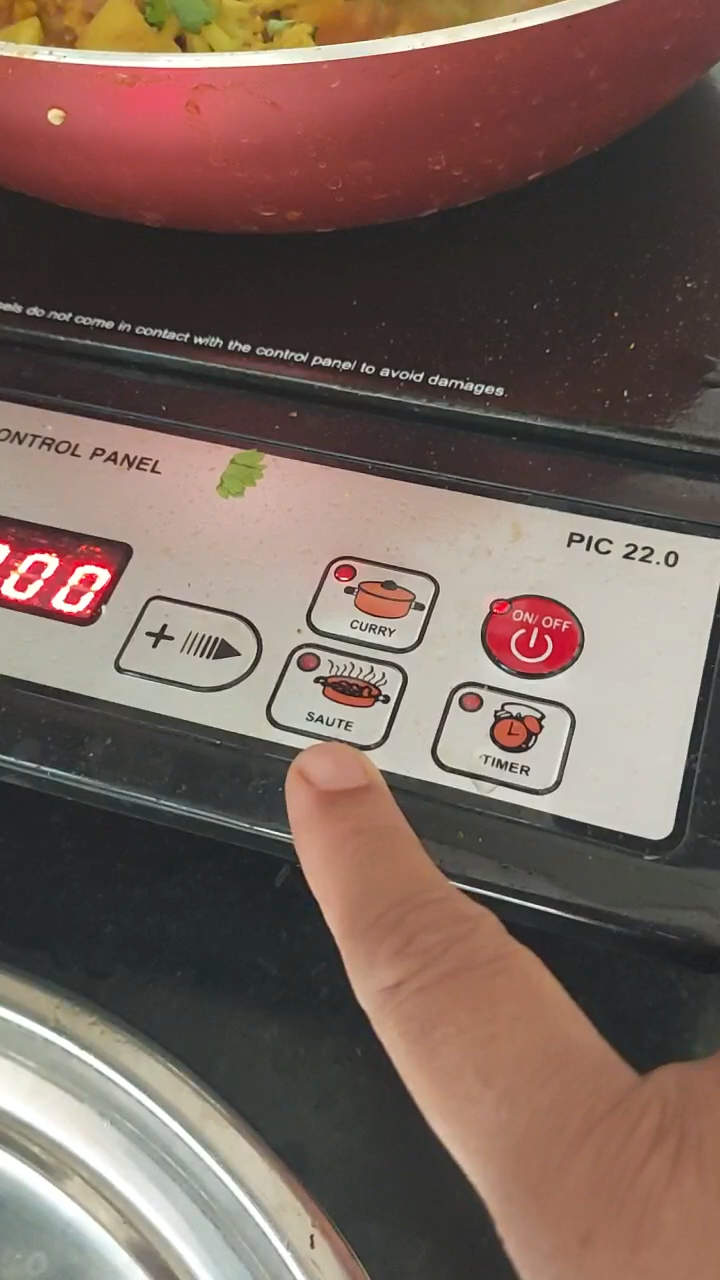 do not come in contact with the control panel to avoid damages.
PANEL
PIC 22.0
00
+
CURRY
ON/ OFF
SAUTE
TIMER